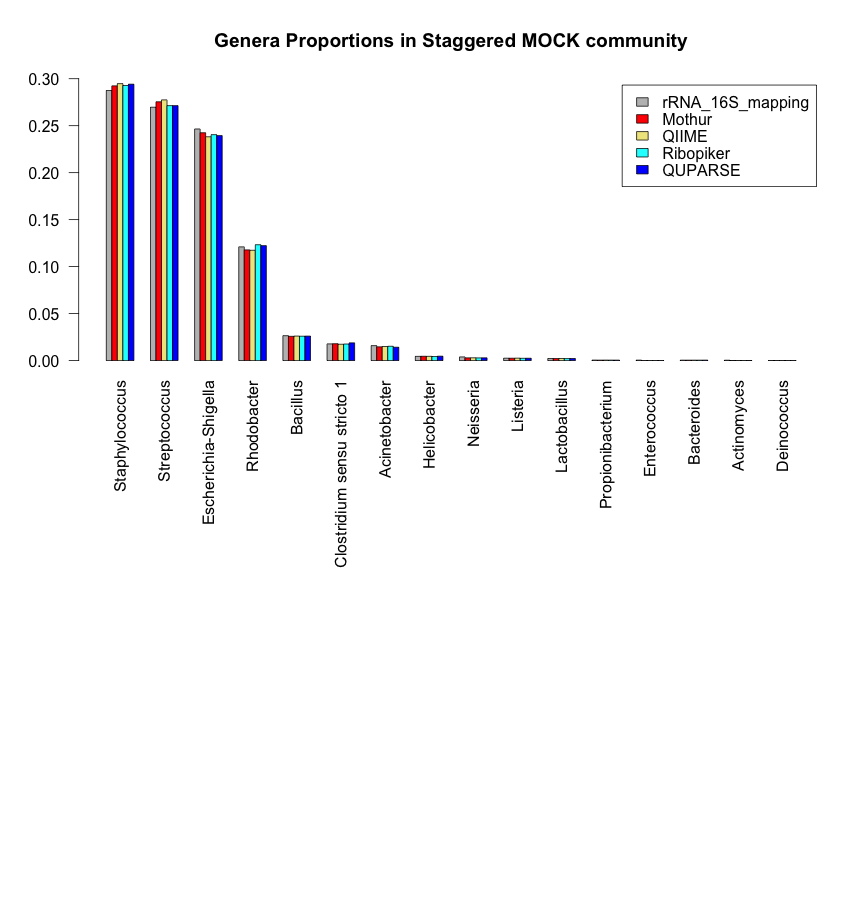 Genera Proportions in Staggered MOCK community
0.30
0.25
0.20
0.15
0.10
0.05
0.00
rRNA_16S_mapping
Mothur
QIIME
Ribopiker
QUPARSE
Staphylococcus
Streptococcus
Escherichia-Shigella
Rhodobacter
Bacillus
Clostridium sensu stricto 1
Acinetobacter
Helicobacter
Neisseria
Listeria
Lactobacillus
Propionibacterium
Enterococcus
Bacteroides
Actinomyces
Deinococcus